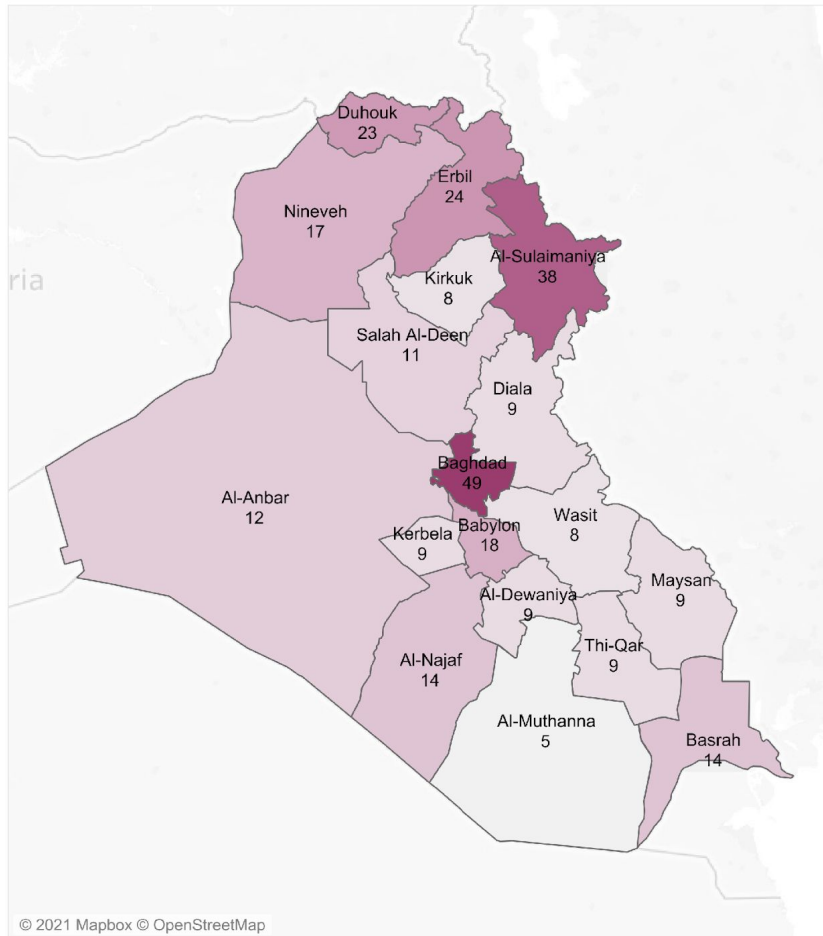 Duhouk
23
Erbil
24
Nineveh
17
Al-Sulaimaniya
38
Kirkuk
8
ria
Salah Al-Deen
11
Diala
9
Baghdad
49
Al-Anbar
12
Wasit
8
Babylon
18
Kerbela
9
Maysan
9
Al-Dewaniya
9
Thi-Qar
9
Al-Najaf
14
Al-Muthanna
5
Basrah
14
© 2021 Mapbox © OpenStreetMap